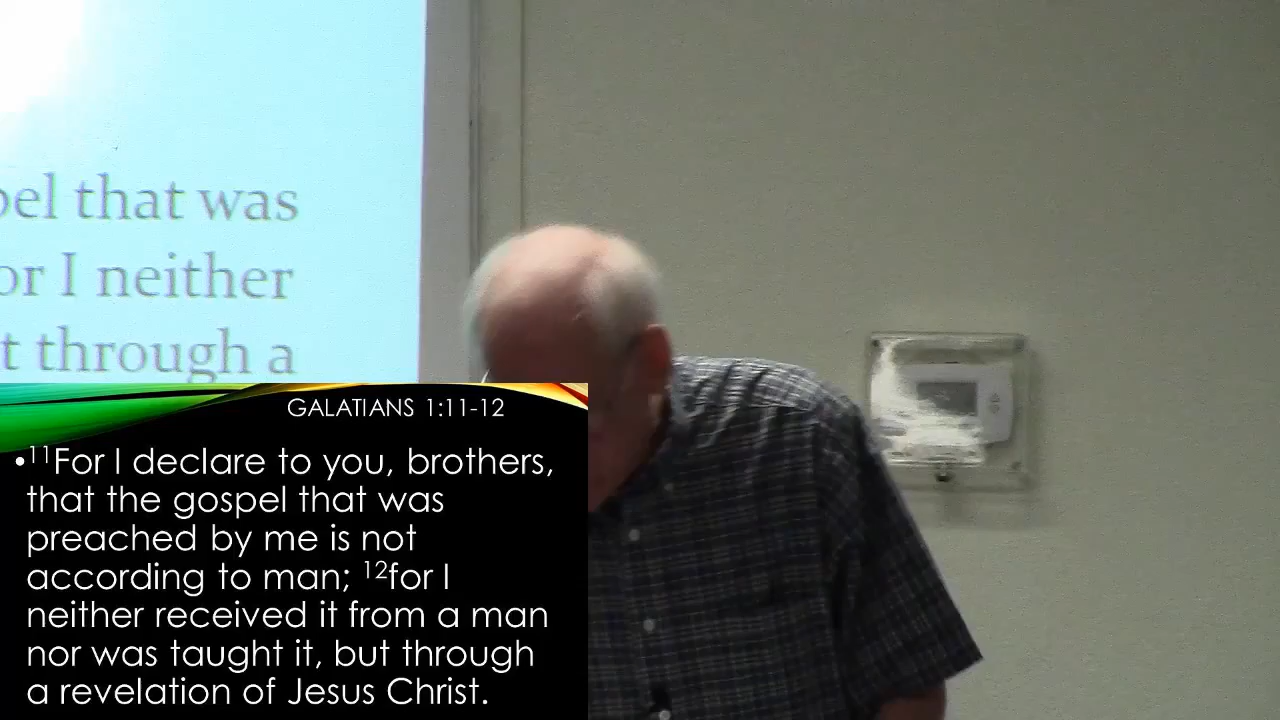 that was
I neither
through a
GALATIANS 1:11-12
•¹¹For I declare to you, brothers,
that the gospel that was
preached by me is not
according to man; ¹²for I
neither received it from a man
nor was taught it, but through
a revelation of Jesus Christ.